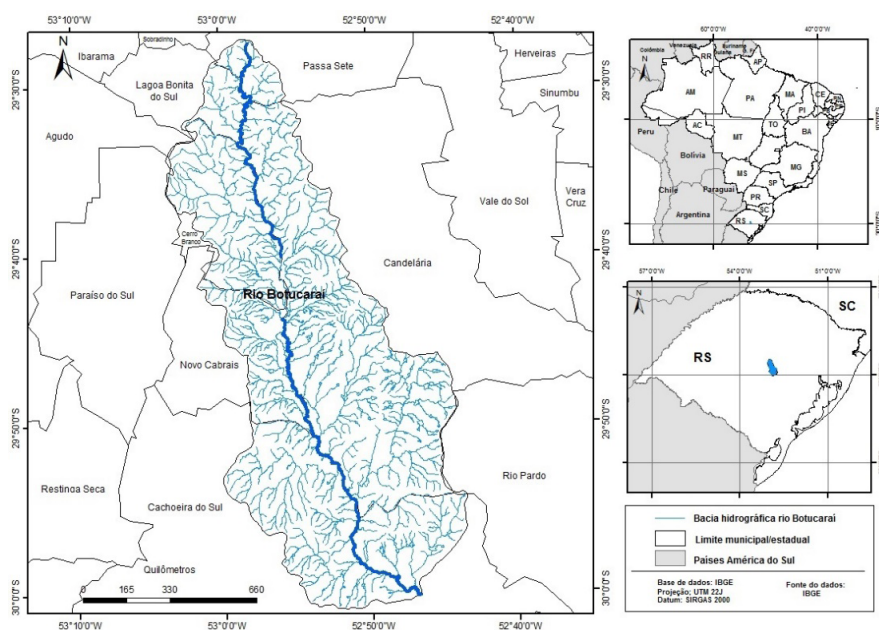 53°10'0"W
53°0'0"W
52°50'0"W
52°40'0"W
N
Ibarama
Sobradinho
Passa Sete
Herveiras
29°30'0"S
Lagoa Bonita
do Sul
Sinumbu
Agudo
Vale do Sol
Vera
Cruz
Cerro
Branco
29°40'0"S
Candelária
Paraíso do Sul
Rio Botucaraí
Novo Cabrais
29°50'0"S
Rio Pardo
Restinoa Seca
Cachoeira do Sul
Quilômetros
0 165 330 660
30°0'0"S
53°10'0"W
53°0'0"W
52°50'0"W
52°40'0"W
29°30'0"S
29°40'0"S
29°50'0"S
30°0'0"S
60°0'0"W
40°0'0"W
Colômbia
Venezuela
Suriname
N
RR
AP
AM
PA
MA
CE
PI
AC
TO
BA
Peru
MT
Bolívia
MG
MS
SP
Chile
Paraguai
PR
SC
Argentina
RS
57°0'0"W
54°0'0"W
51°0'0"W
N
SC
RS
Bacia hidrográfica rio Botucaraí
Limite municipal/estadual
Países América do Sul
Base de dados: IBGE
Projeção; UTM 22J
Datum: SIRGAS 2000
Fonte do dados:
IBGE